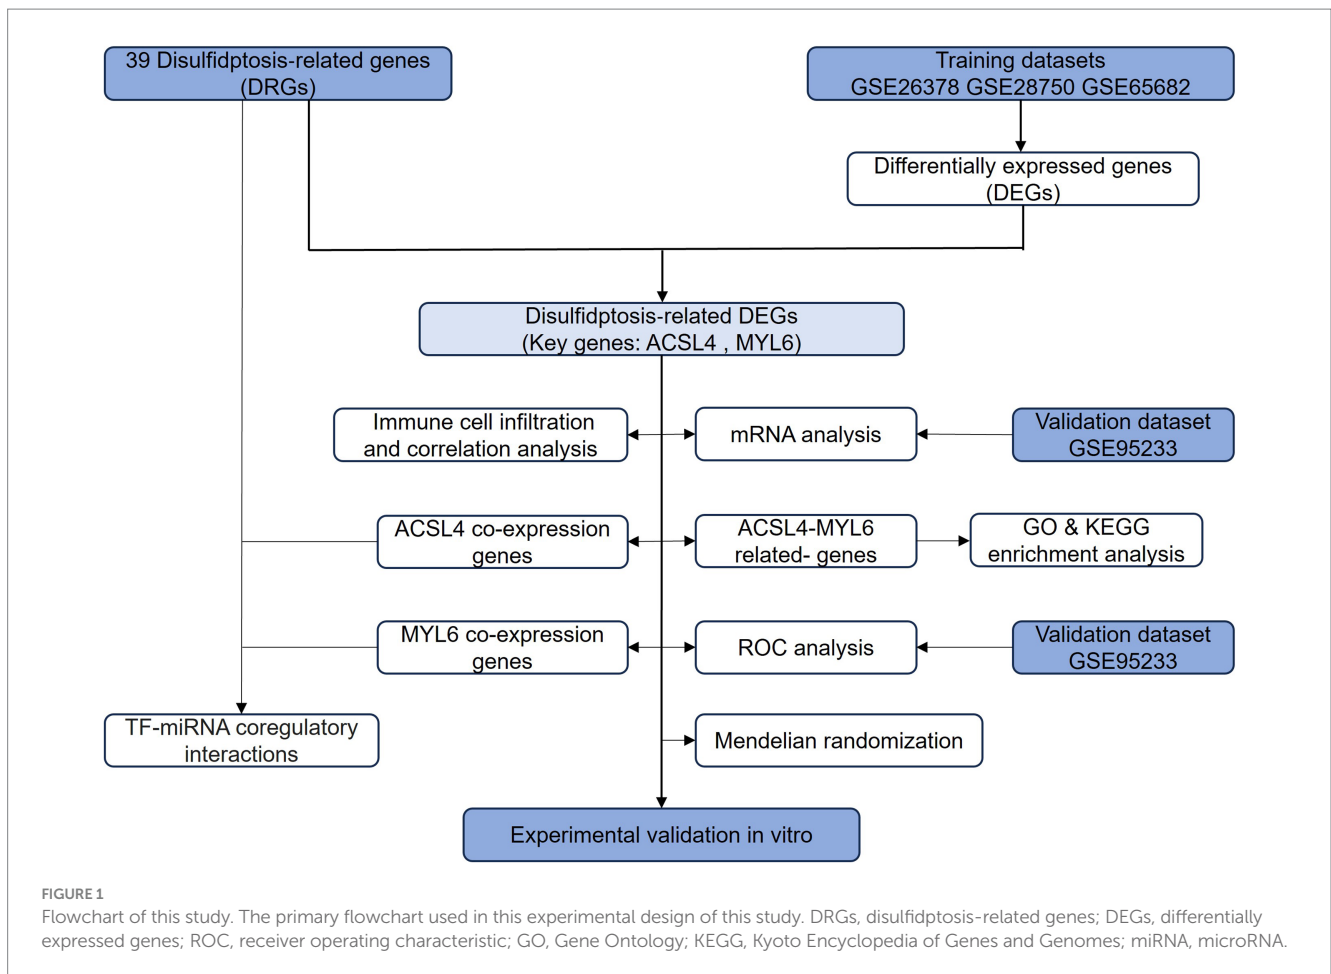 39 Disulfidptosis-related genes
(DRGs)
Training datasets
GSE26378 GSE28750 GSE65682
Differentially expressed genes
(DEGs)
Disulfidptosis-related DEGs
(Key genes: ACSL4 , MYL6)
Immune cell infiltration
and correlation analysis
mRNA analysis
Validation dataset
GSE95233
ACSL4 co-expression
genes
ACSL4-MYL6
related- genes
GO & KEGG
enrichment analysis
MYL6 co-expression
genes
ROC analysis
Validation dataset
GSE95233
TF-miRNA coregulatory
interactions
Mendelian randomization
Experimental validation in vitro
FIGURE 1
Flowchart of this study. The primary flowchart used in this experimental design of this study. DRGs, disulfidptosis-related genes; DEGs, differentially
expressed genes; ROC, receiver operating characteristic; GO, Gene Ontology; KEGG, Kyoto Encyclopedia of Genes and Genomes; miRNA, microRNA.